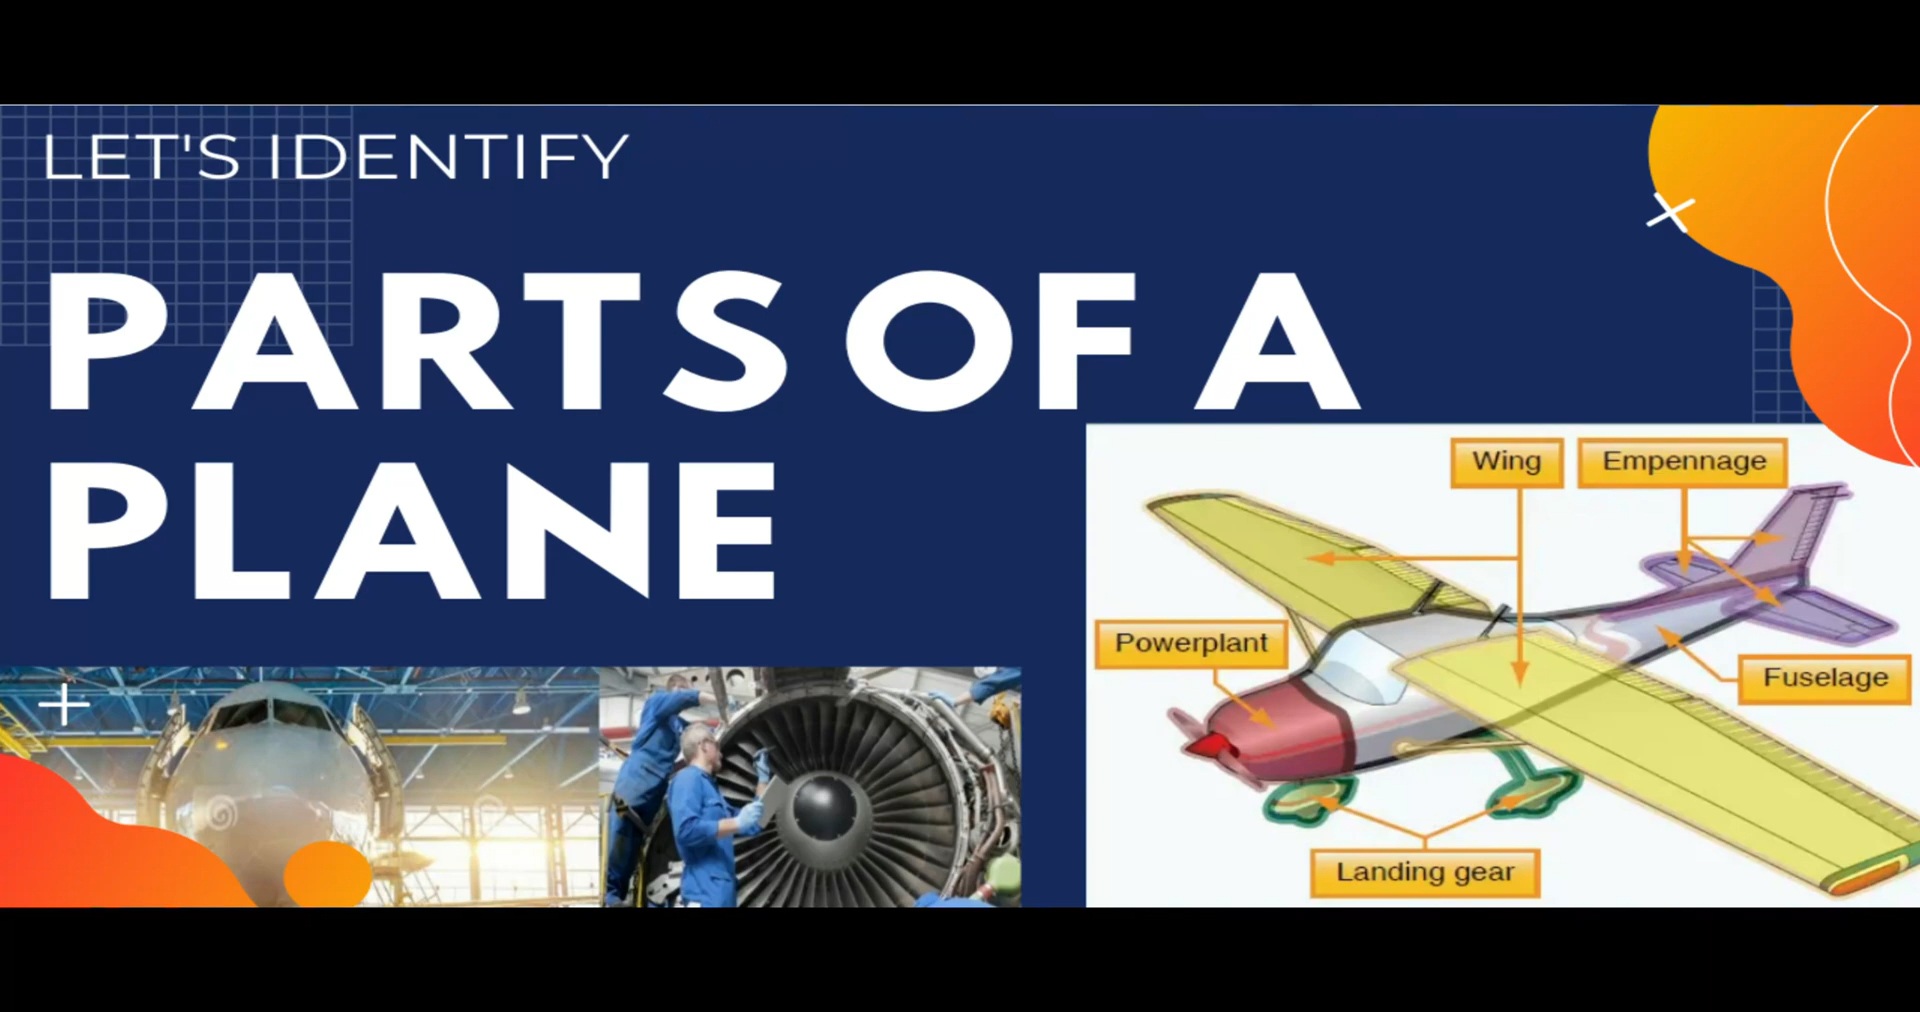 LET'S IDENTIFY
PARTS OF A
PLANE
Wing
Empennage
Powerplant
Fuselage
Landing gear